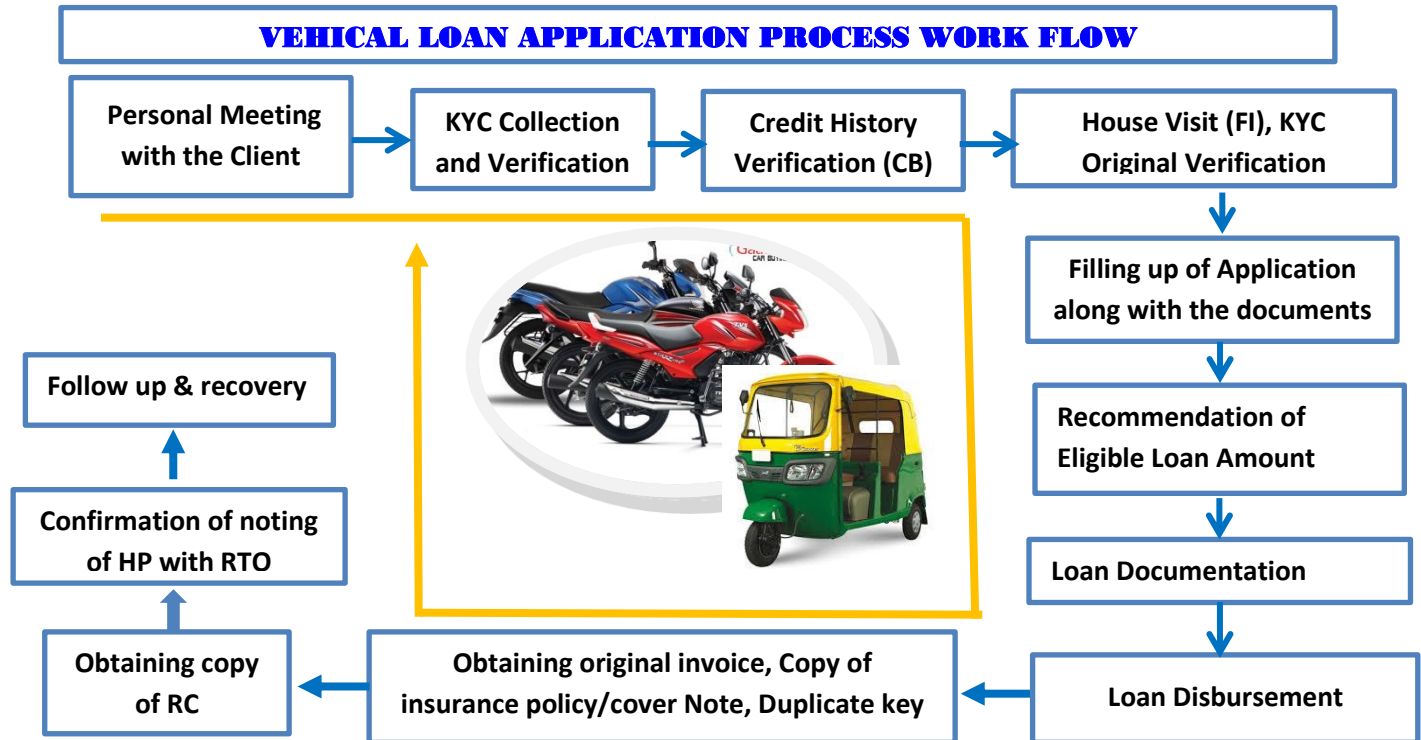 VEHICAL LOAN APPLICATION PROCESS WORK FLOW
Personal Meeting
with the Client
KYC Collection
and Verification
Credit History
Verification (CB)
House Visit (FI), KYC
Original Verification
Filling up of Application
along with the documents
Recommendation of
Eligible Loan Amount
Loan Documentation
Loan Disbursement
Obtaining original invoice, Copy of
insurance policy/cover Note, Duplicate key
Obtaining copy
of RC
Confirmation of noting
of HP with RTO
Follow up & recovery